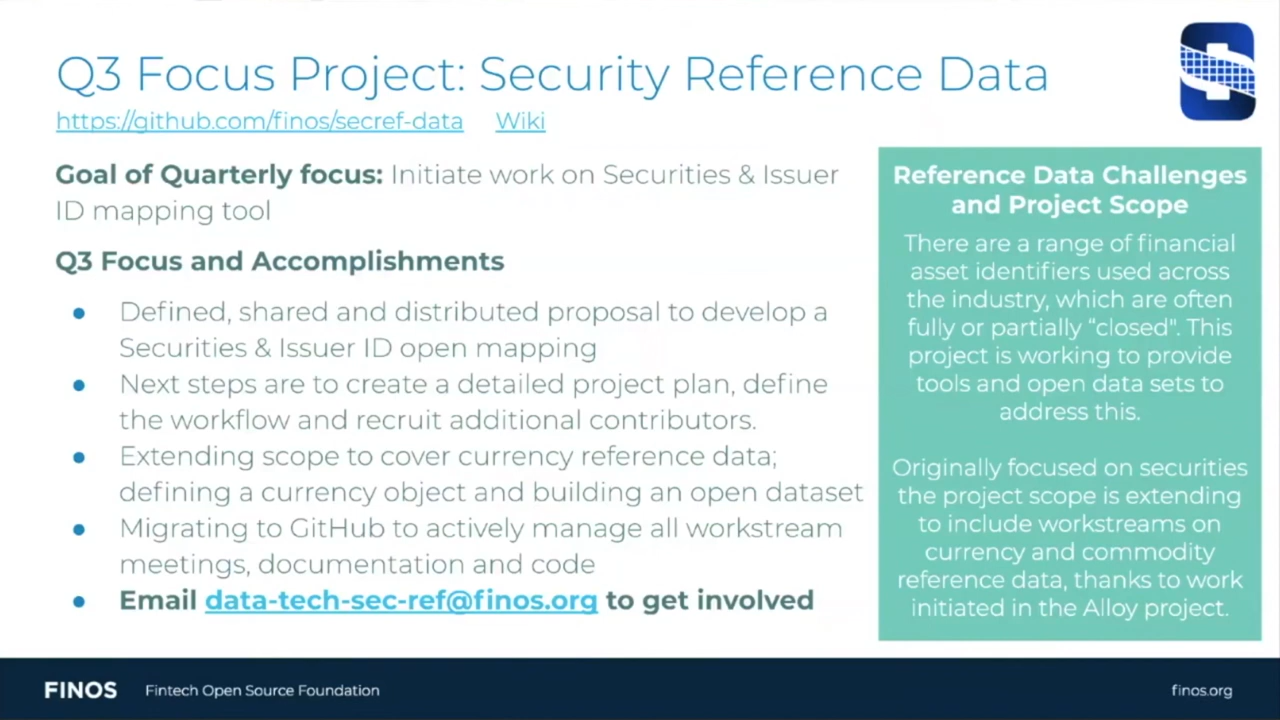 Q3 Focus Project: Security Reference Data
https://github.com/finos/secref-data Wiki
Goal of Quarterly focus: Initiate work on Securities & Issuer
ID mapping tool
Q3 Focus and Accomplishments
● Defined, shared and distributed proposal to develop a
Securities & Issuer ID open mapping
● Next steps are to create a detailed project plan, define
the workflow and recruit additional contributors.
● Extending scope to cover currency reference data;
defining a currency object and building an open dataset
● Migrating to GitHub to actively manage all workstream
meetings, documentation and code
● Email data-tech-sec-ref@finos.org to get involved
Reference Data Challenges
and Project Scope
There are a range of financial
asset identifiers used across
the industry, which are often
fully or partially “closed". This
project is working to provide
tools and open data sets to
address this.
Originally focused on securities
the project scope is extending
to include workstreams on
currency and commodity
reference data, thanks to work
initiated in the Alloy project.
FINOS Fintech Open Source Foundation
finos.org